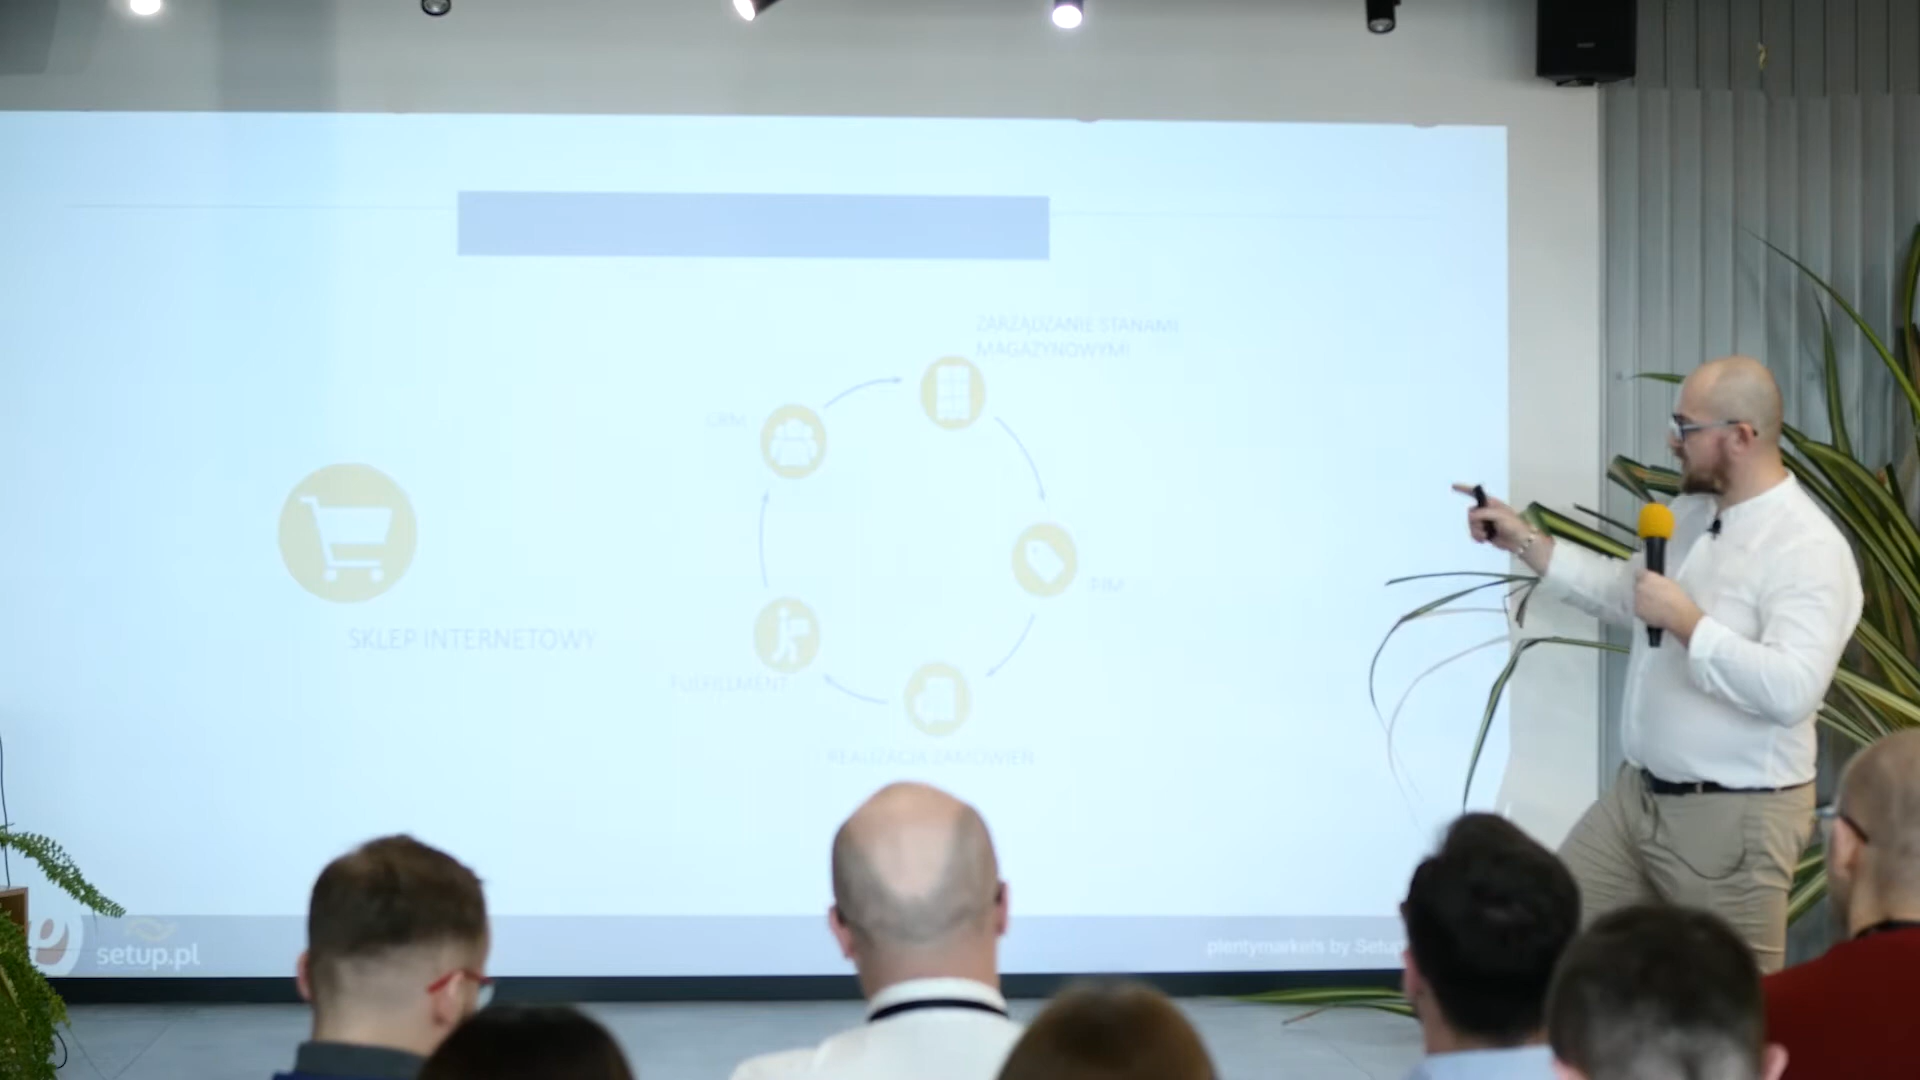 ZARZĄDZANIE STANAMI
MAGAZYNOWYMI
CRM
PIM
SKLEP INTERNETOWY
FULFILLMENT
REALIZACJA ZAMÓWIEŃ
setup.pl
plentymarkets by Setup